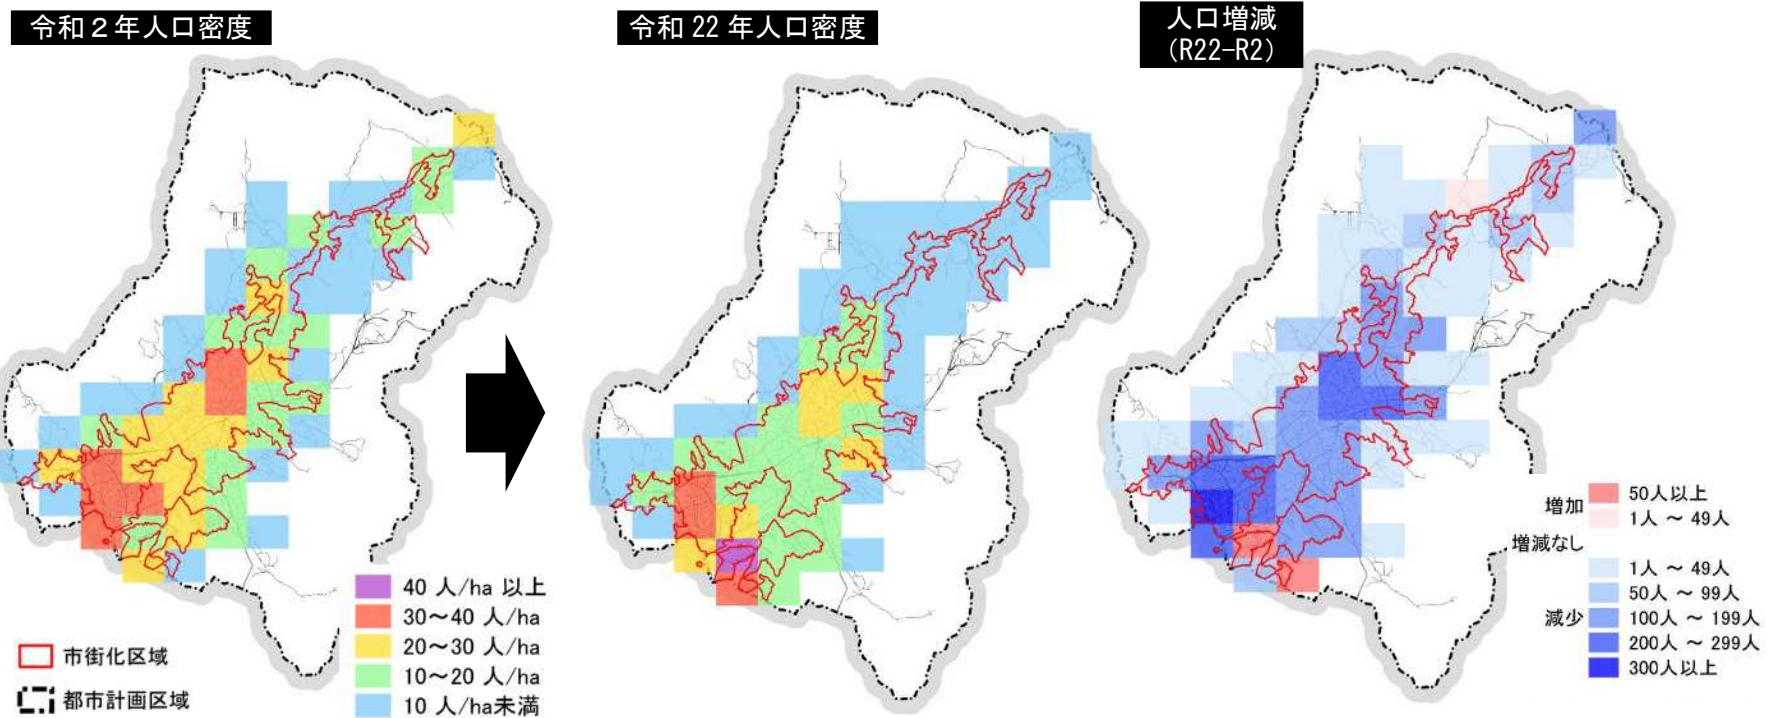 令和２年人口密度
令和 22 年人口密度
人口増減
（R22−R2）
40 人/ha 以上
30～40 人/ha
20～30 人/ha
10～20 人/ha
10 人/ha未満
市街化区域
都市計画区域
増加
50人以上
1人 ～ 49人
増減なし
減少
1人 ～ 49人
50人 ～ 99人
100人 ～ 199人
200人 ～ 299人
300人以上